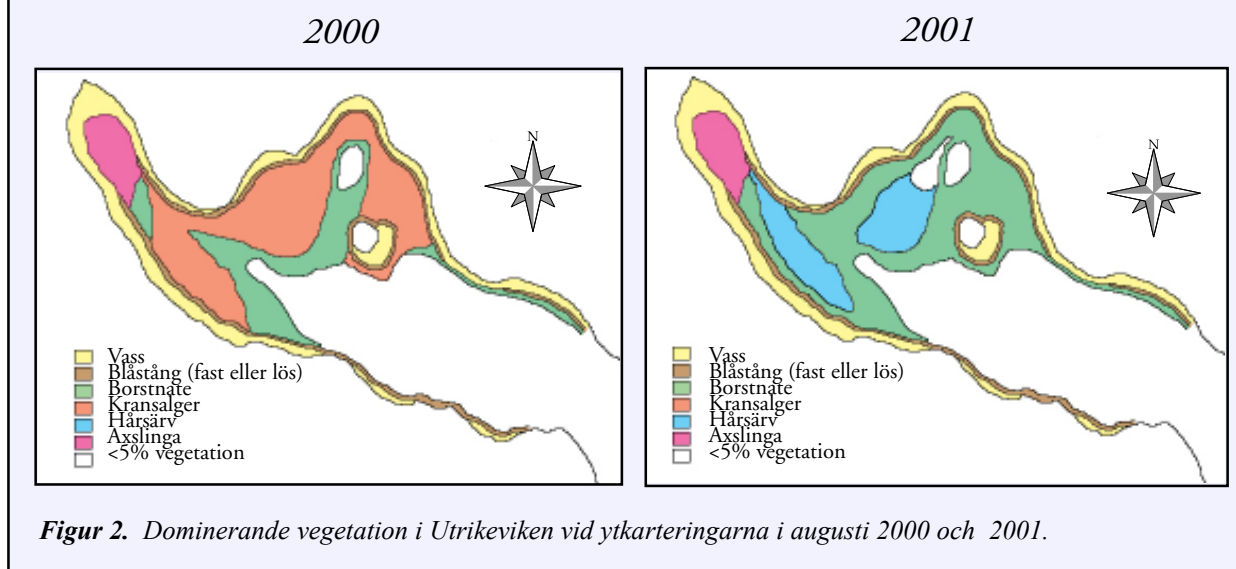 2000
2001
N
N
Vass
Blåstång (fast eller lös)
Borstnate
Kransalger
Hårsärv
Axslinga
<5% vegetation
Vass
Blåstång (fast eller lös)
Borstnate
Kransalger
Hårsärv
Axslinga
<5% vegetation
Figur 2. Dominerande vegetation i Utrikeviken vid ytkarteringarna i augusti 2000 och 2001.